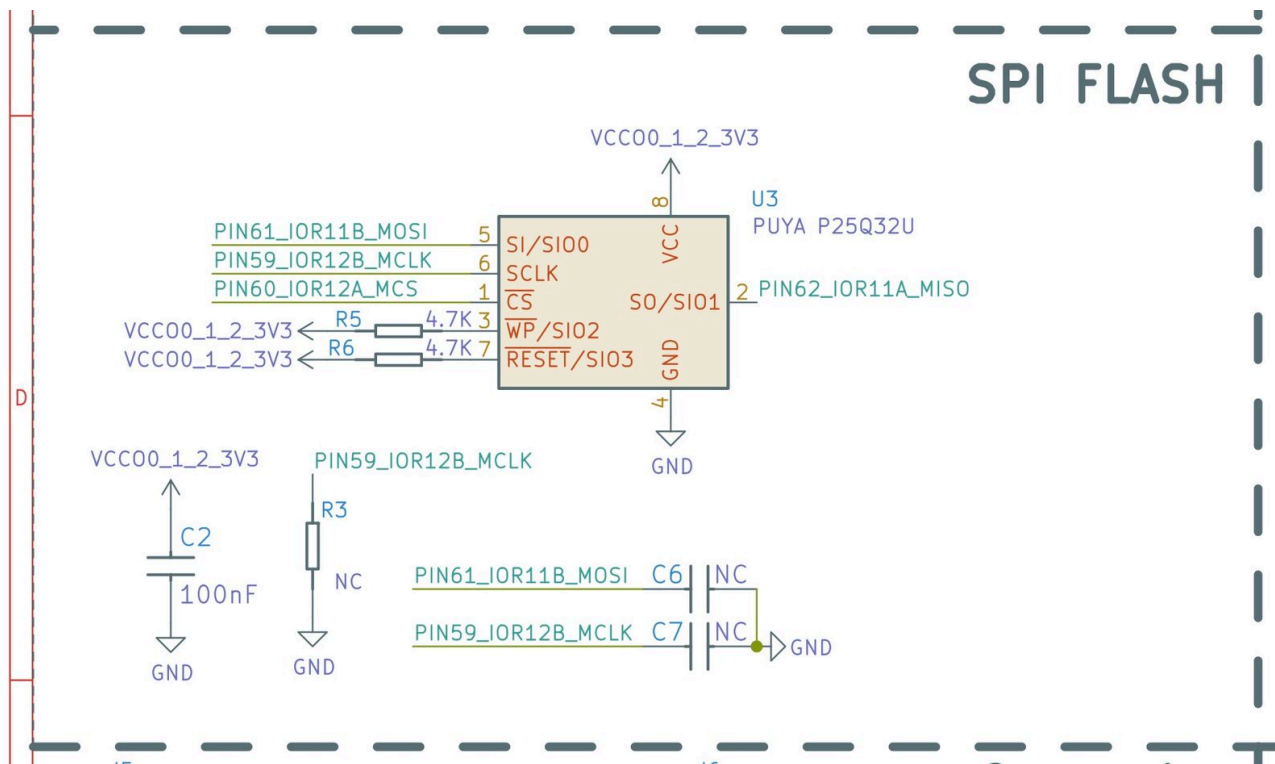 SPI FLASH
VCCO0_1_2_3V3
8
U3
PUYA P25Q32U
VCC
PIN61_IOR11B_MOSI 5 SI/SIO0
PIN59_IOR12B_MCLK 6 SCLK
PIN60_IOR12A_MCS 1 CS
SO/SIO1 2 PIN62_IOR11A_MISO
VCCO0_1_2_3V3 R5 4.7K 3 WP/SIO2
VCCO0_1_2_3V3 R6 4.7K 7 RESET/SIO3
GND
4
GND
D
VCCO0_1_2_3V3
C2
100nF
GND
PIN59_IOR12B_MCLK
R3
NC
GND
PIN61_IOR11B_MOSI C6 NC
PIN59_IOR12B_MCLK C7 NC
GND